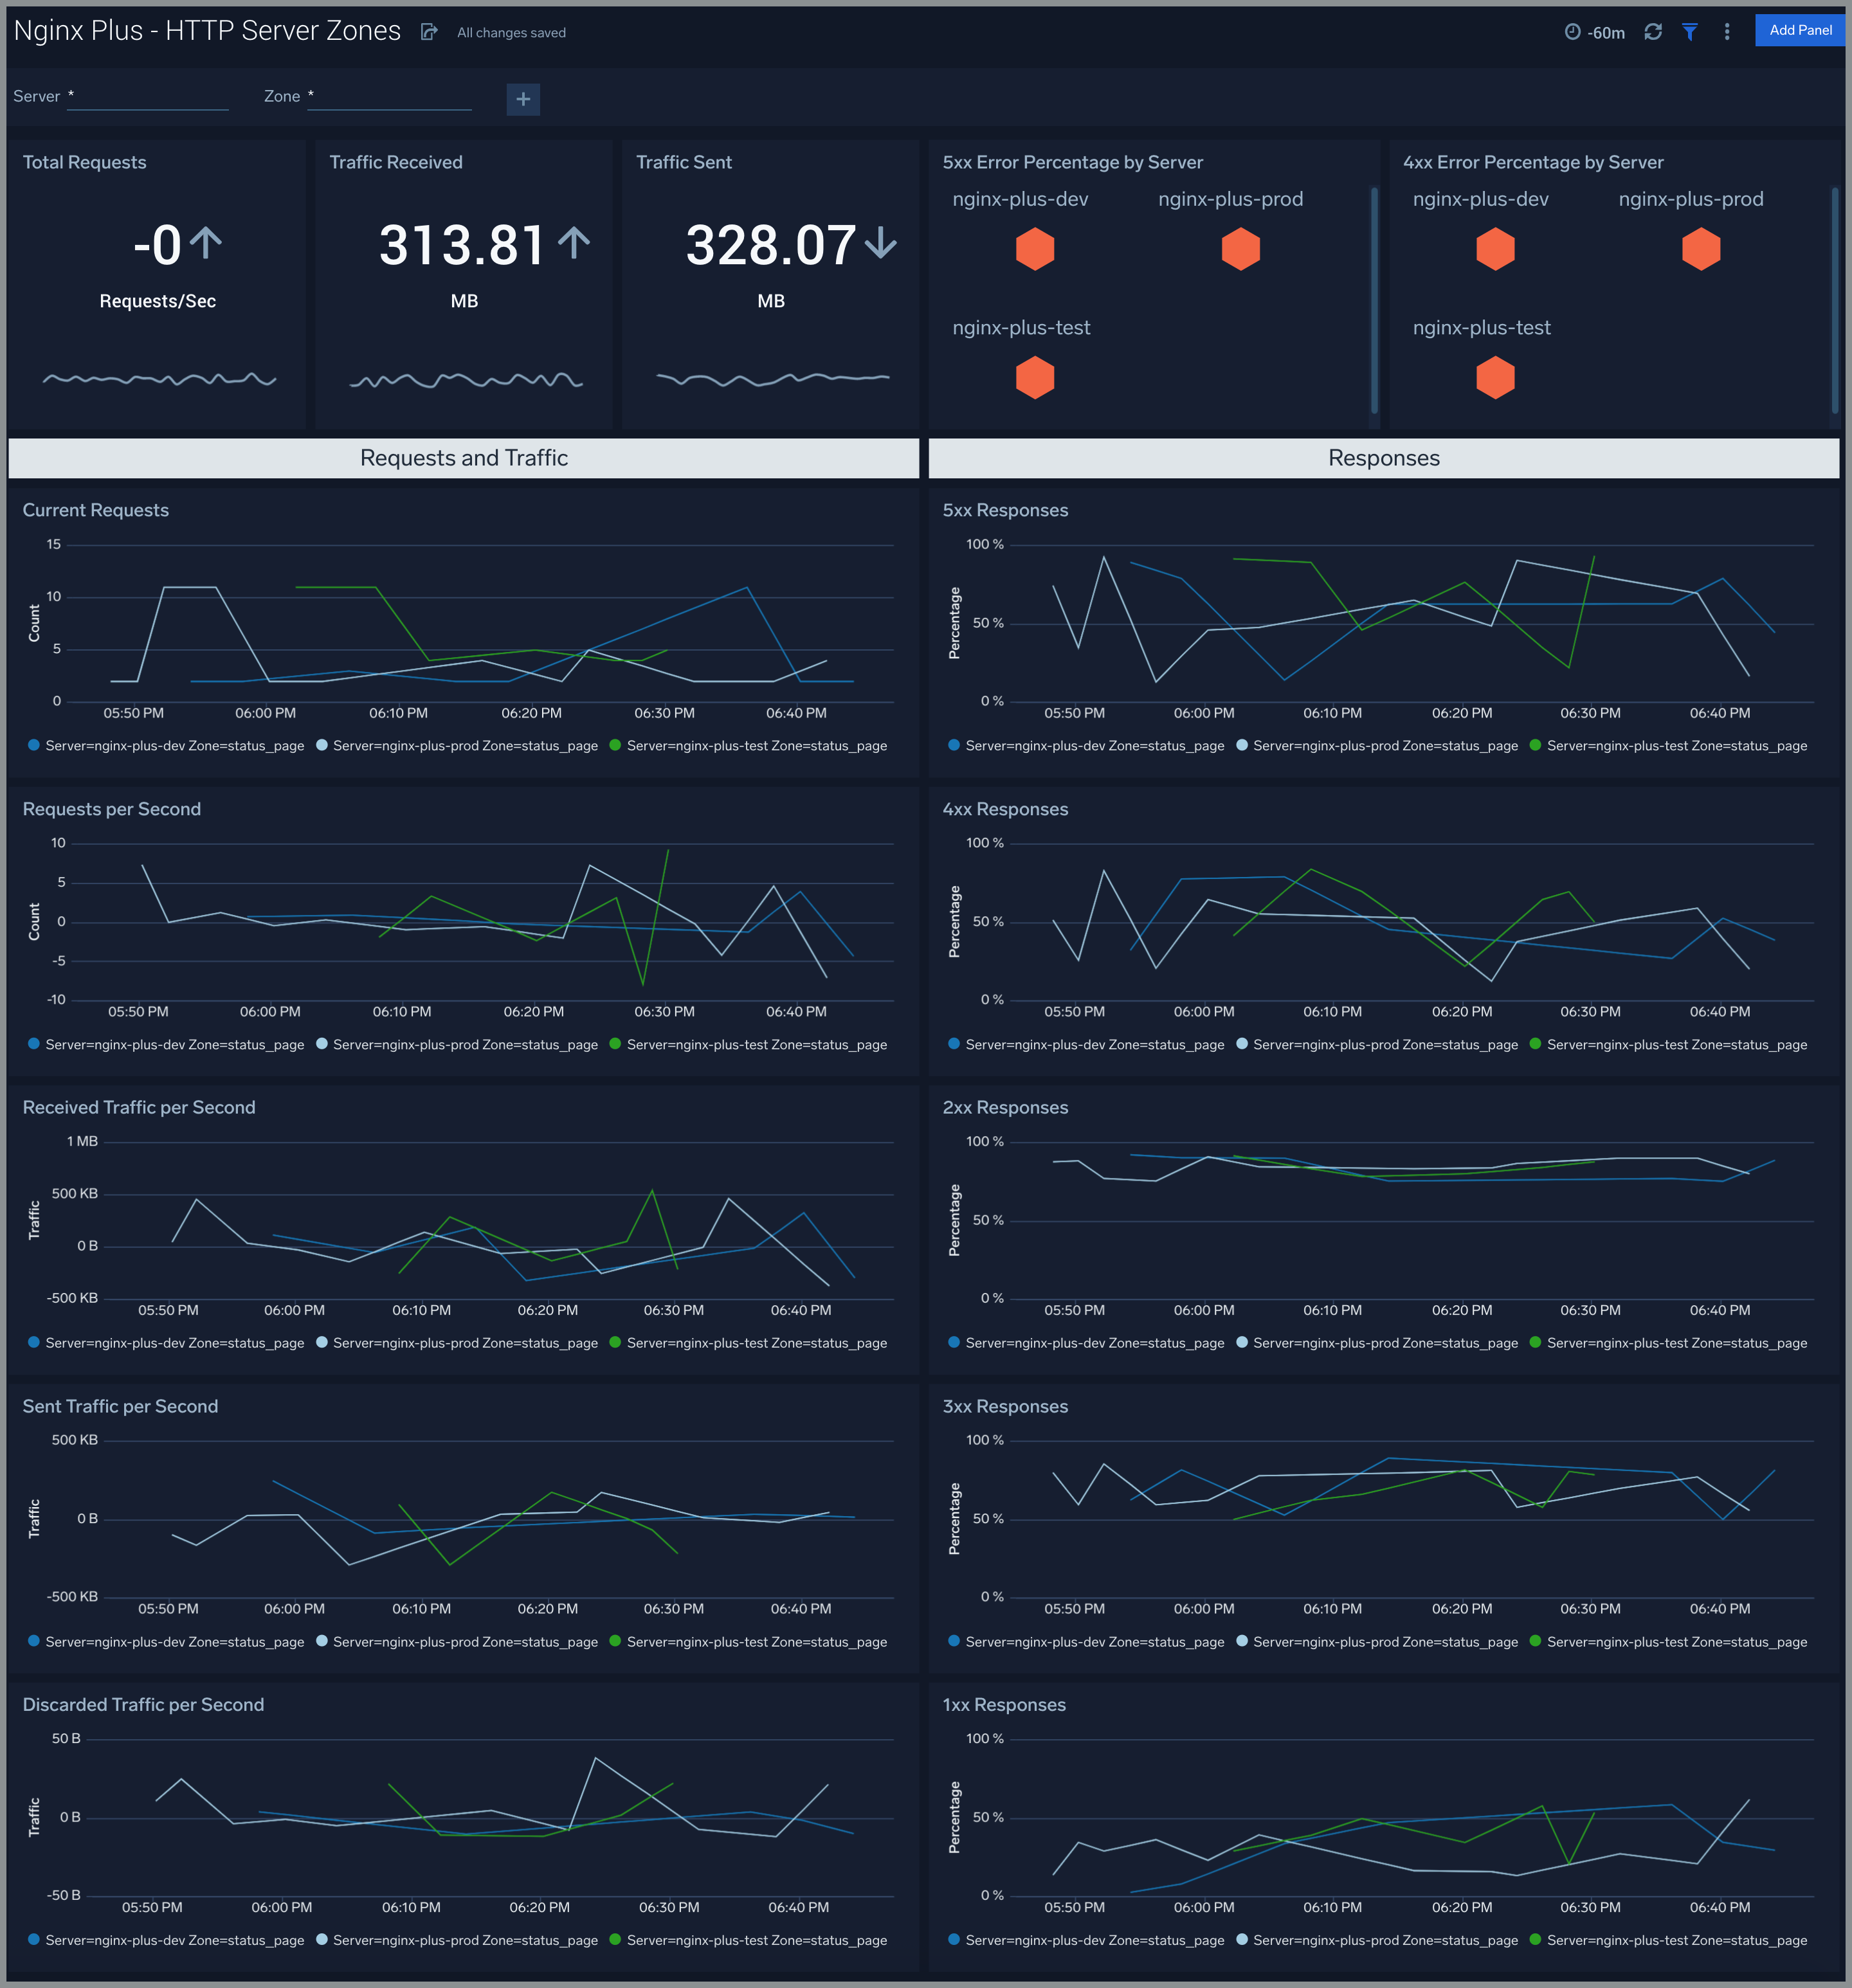 Nginx Plus - HTTP Server Zones All changes saved -60m Add Panel
Server * Zone * +
Total Requests
-0
Requests/Sec
Traffic Received
313.81
MB
Traffic Sent
328.07
MB
5xx Error Percentage by Server
nginx-plus-dev nginx-plus-prod
nginx-plus-test
4xx Error Percentage by Server
nginx-plus-dev nginx-plus-prod
nginx-plus-test
Requests and Traffic
Responses
Current Requests
Count
15
10
5
0
05:50 PM 06:00 PM 06:10 PM 06:20 PM 06:30 PM 06:40 PM
Server=nginx-plus-dev Zone=status_page Server=nginx-plus-prod Zone=status_page Server=nginx-plus-test Zone=status_page
5xx Responses
Percentage
100 %
50 %
0 %
05:50 PM 06:00 PM 06:10 PM 06:20 PM 06:30 PM 06:40 PM
Server=nginx-plus-dev Zone=status_page Server=nginx-plus-prod Zone=status_page Server=nginx-plus-test Zone=status_page
Requests per Second
Count
10
5
0
-5
-10
05:50 PM 06:00 PM 06:10 PM 06:20 PM 06:30 PM 06:40 PM
Server=nginx-plus-dev Zone=status_page Server=nginx-plus-prod Zone=status_page Server=nginx-plus-test Zone=status_page
4xx Responses
Percentage
100 %
50 %
0 %
05:50 PM 06:00 PM 06:10 PM 06:20 PM 06:30 PM 06:40 PM
Server=nginx-plus-dev Zone=status_page Server=nginx-plus-prod Zone=status_page Server=nginx-plus-test Zone=status_page
Received Traffic per Second
Traffic
1 MB
500 KB
0 B
-500 KB
05:50 PM 06:00 PM 06:10 PM 06:20 PM 06:30 PM 06:40 PM
Server=nginx-plus-dev Zone=status_page Server=nginx-plus-prod Zone=status_page Server=nginx-plus-test Zone=status_page
2xx Responses
Percentage
100 %
50 %
0 %
05:50 PM 06:00 PM 06:10 PM 06:20 PM 06:30 PM 06:40 PM
Server=nginx-plus-dev Zone=status_page Server=nginx-plus-prod Zone=status_page Server=nginx-plus-test Zone=status_page
Sent Traffic per Second
Traffic
500 KB
0 B
-500 KB
05:50 PM 06:00 PM 06:10 PM 06:20 PM 06:30 PM 06:40 PM
Server=nginx-plus-dev Zone=status_page Server=nginx-plus-prod Zone=status_page Server=nginx-plus-test Zone=status_page
3xx Responses
Percentage
100 %
50 %
0 %
05:50 PM 06:00 PM 06:10 PM 06:20 PM 06:30 PM 06:40 PM
Server=nginx-plus-dev Zone=status_page Server=nginx-plus-prod Zone=status_page Server=nginx-plus-test Zone=status_page
Discarded Traffic per Second
Traffic
50 B
0 B
-50 B
05:50 PM 06:00 PM 06:10 PM 06:20 PM 06:30 PM 06:40 PM
Server=nginx-plus-dev Zone=status_page Server=nginx-plus-prod Zone=status_page Server=nginx-plus-test Zone=status_page
1xx Responses
Percentage
100 %
50 %
0 %
05:50 PM 06:00 PM 06:10 PM 06:20 PM 06:30 PM 06:40 PM
Server=nginx-plus-dev Zone=status_page Server=nginx-plus-prod Zone=status_page Server=nginx-plus-test Zone=status_page